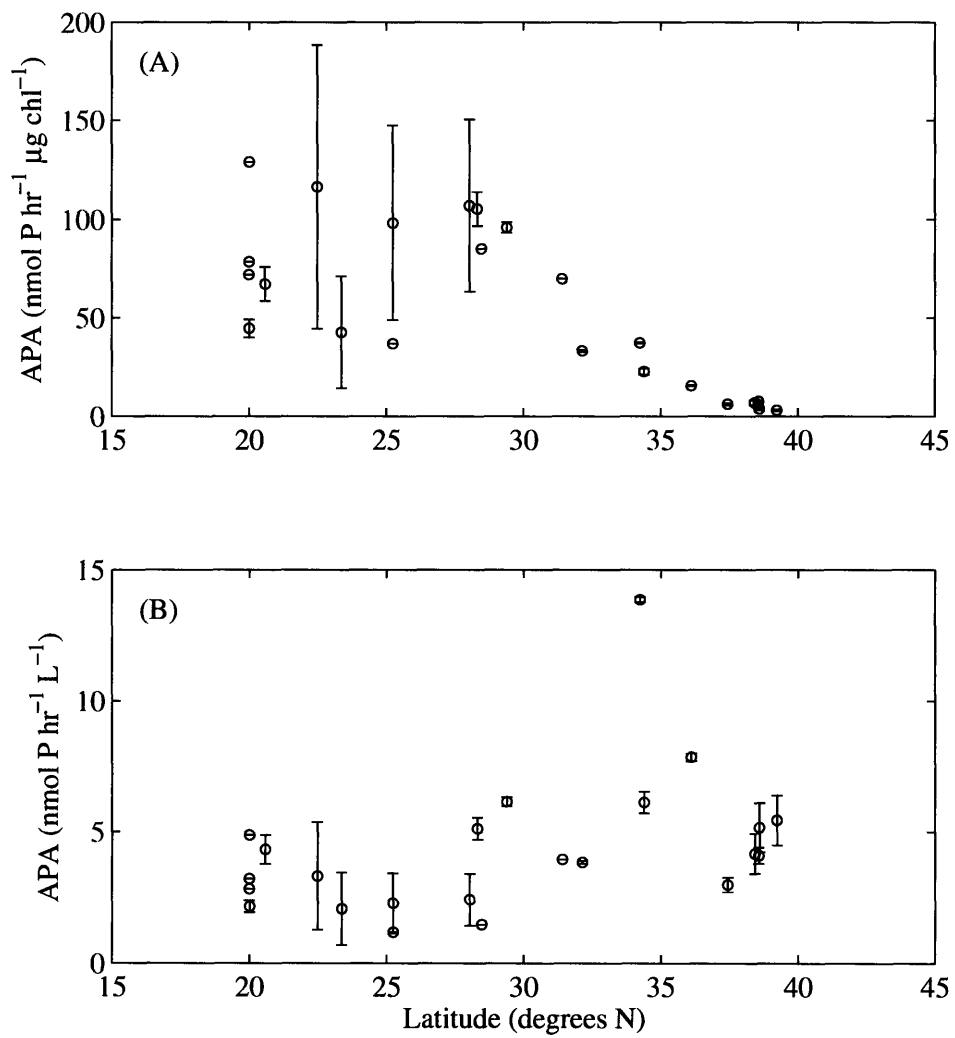 (A)
APA (nmol P hr⁻¹ µg chl⁻¹)
200
150
100
50
0
15 20 25 30 35 40 45
(B)
APA (nmol P hr⁻¹ L⁻¹)
15
10
5
0
15 20 25 30 35 40 45
Latitude (degrees N)